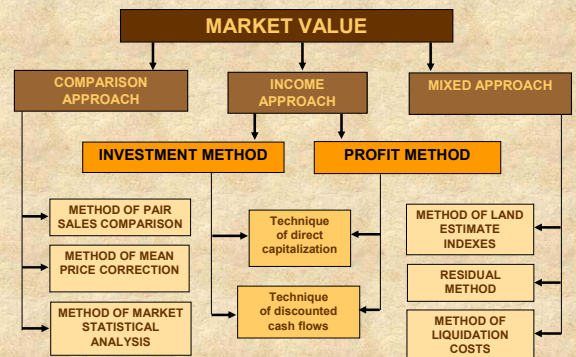 MARKET VALUE
COMPARISON
APPROACH
INCOME
APPROACH
MIXED APPROACH
INVESTMENT METHOD
PROFIT METHOD
METHOD OF PAIR
SALES COMPARISON
METHOD OF MEAN
PRICE CORRECTION
METHOD OF MARKET
STATISTICAL
ANALYSIS
Technique
of direct
capitalization
Technique
of discounted
cash flows
METHOD OF LAND
ESTIMATE
INDEXES
RESIDUAL
METHOD
METHOD OF
LIQUIDATION
COSTS